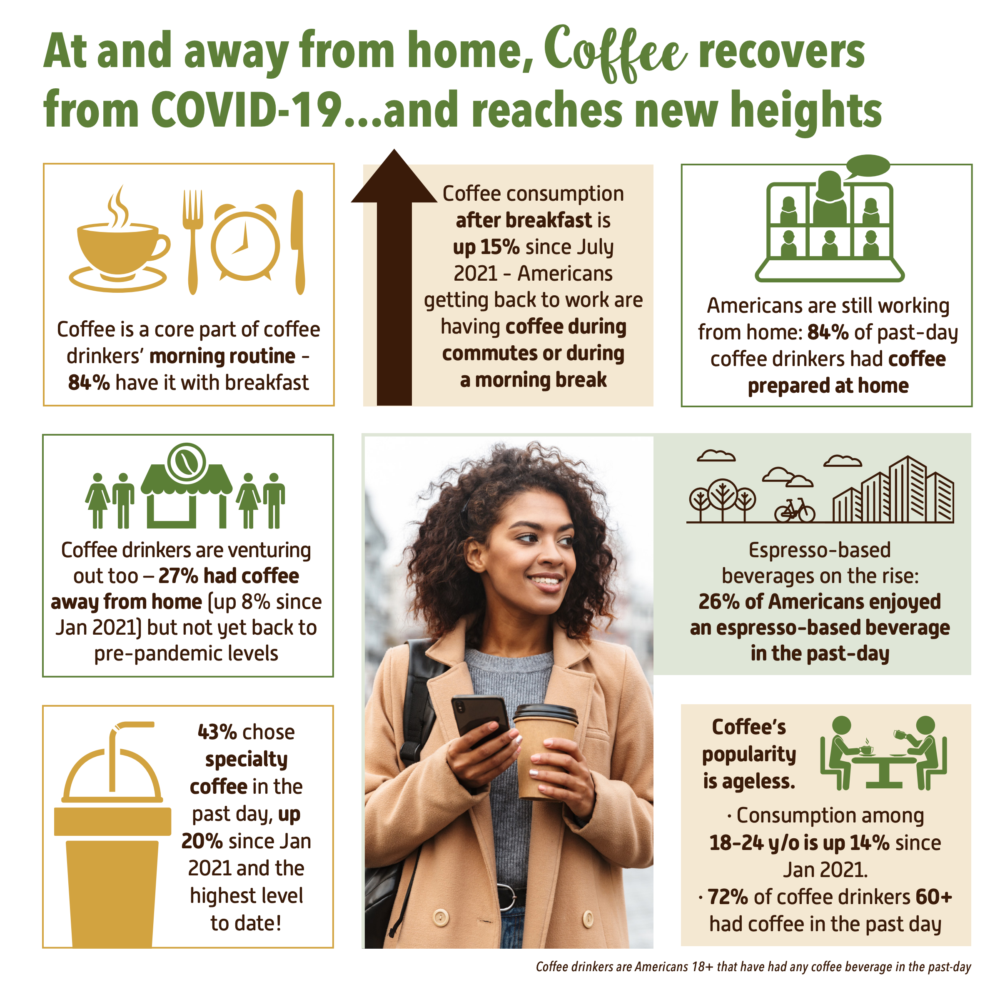 At and away from home, Coffee recovers
from COVID-19...and reaches new heights
Coffee is a core part of coffee
drinkers’ morning routine -
84% have it with breakfast
Coffee consumption
after breakfast is
up 15% since July
2021 - Americans
getting back to work are
having coffee during
commutes or during
a morning break
Americans are still working
from home: 84% of past-day
coffee drinkers had coffee
prepared at home
Coffee drinkers are venturing
out too – 27% had coffee
away from home (up 8% since
Jan 2021) but not yet back to
pre-pandemic levels
Espresso-based
beverages on the rise:
26% of Americans enjoyed
an espresso-based beverage
in the past-day
43% chose
specialty
coffee in the
past day, up
20% since Jan
2021 and the
highest level
to date!
Coffee’s
popularity
is ageless.
· Consumption among
18-24 y/o is up 14% since
Jan 2021.
· 72% of coffee drinkers 60+
had coffee in the past day
Coffee drinkers are Americans 18+ that have had any coffee beverage in the past-day